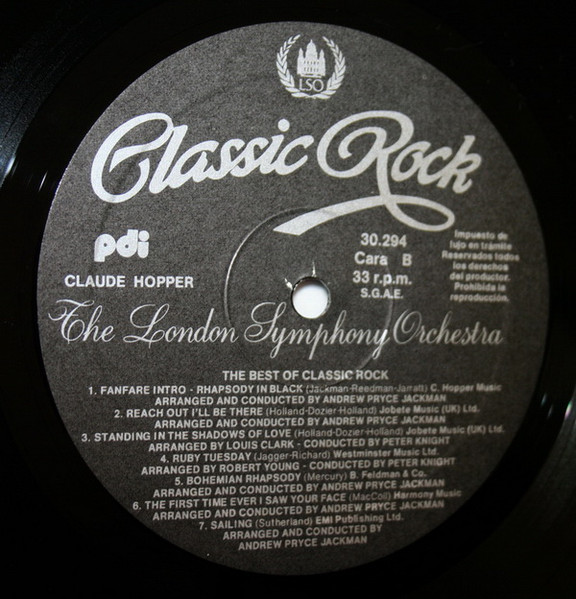 LSO
Classic Rock
pdi
CLAUDE HOPPER
30.294
Cara B
33 r.p.m.
S.G.A.E.
Impuesto de
lujo en trámite
Reservados todos
los derechos
del productor.
Prohibida la
reproducción.
The London Symphony Orchestra
THE BEST OF CLASSIC ROCK
1. FANFARE INTRO - RHAPSODY IN BLACK (Jackman-Reedman-Jarratt) C. Hopper Music
ARRANGED AND CONDUCTED BY ANDREW PRYCE JACKMAN
2. REACH OUT I'LL BE THERE (Holland-Dozier-Holland) Jobete Music (UK) Ltd.
ARRANGED AND CONDUCTED BY ANDREW PRYCE JACKMAN
3. STANDING IN THE SHADOWS OF LOVE (Holland-Dozier-Holland) Jobete Music (UK) Ltd.
ARRANGED BY LOUIS CLARK - CONDUCTED BY PETER KNIGHT
4. RUBY TUESDAY (Jagger-Richard) Westminster Music Ltd.
ARRANGED BY ROBERT YOUNG - CONDUCTED BY PETER KNIGHT
5. BOHEMIAN RHAPSODY (Mercury) B. Feldman & Co.
ARRANGED AND CONDUCTED BY ANDREW PRYCE JACKMAN
6. THE FIRST TIME EVER I SAW YOUR FACE (MacColl) Harmony Music
ARRANGED AND CONDUCTED BY ANDREW PRYCE JACKMAN
7. SAILING (Sutherland) EMI Publishing Ltd.
ARRANGED AND CONDUCTED BY
ANDREW PRYCE JACKMAN